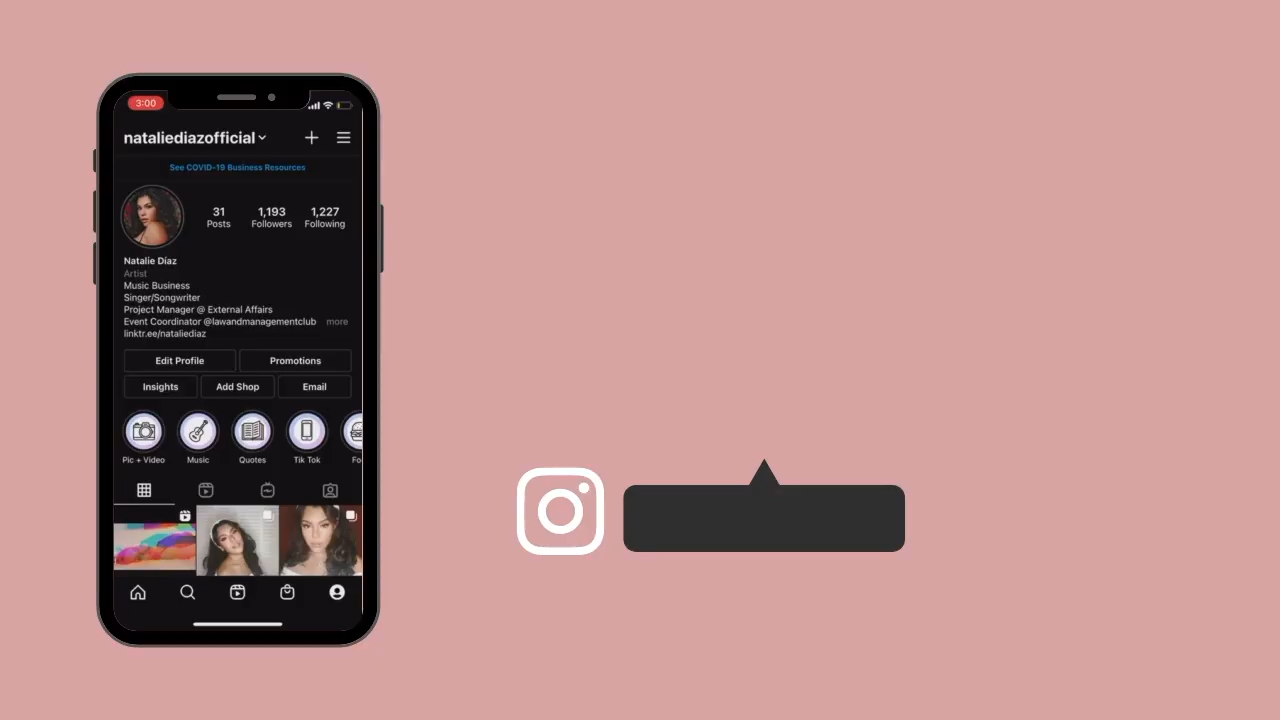 3:00
nataliediazofficial
See COVID-19 Business Resources
31 1,193 1,227
Posts Followers Following
Natalie Díaz
Artist
Music Business
Singer/Songwriter
Project Manager @ External Affairs
Event Coordinator @lawandmanagementclub more
linktr.ee/nataliediaz
Edit Profile Promotions
Insights Add Shop Email
Pic + Video Music Quotes Tik Tok Fo